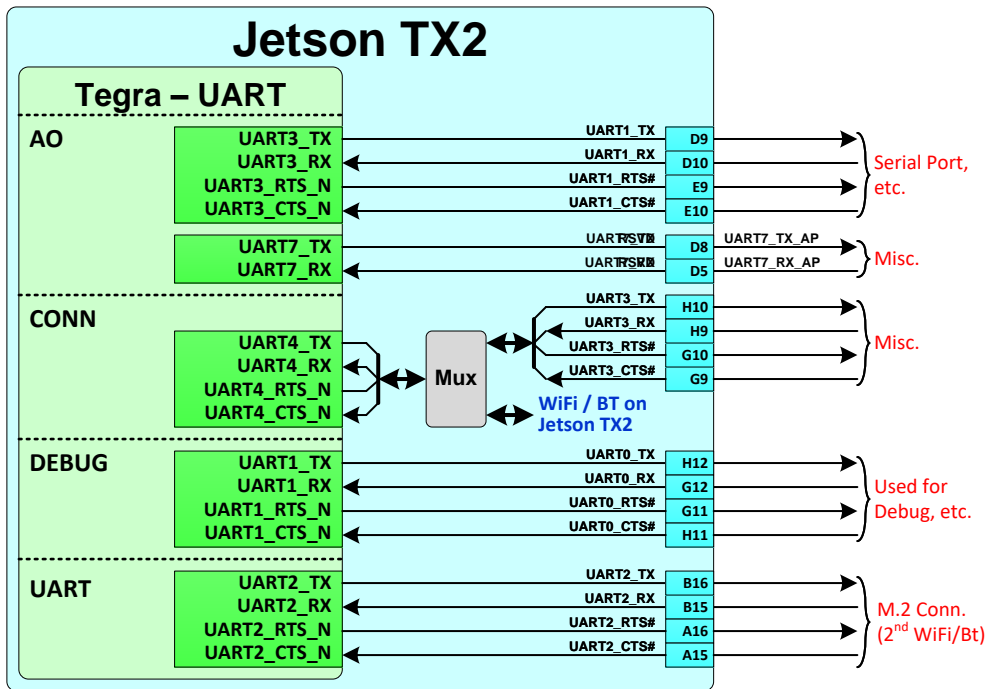 Jetson TX2
Tegra – UART
AO
UART3_TX
UART3_RX
UART3_RTS_N
UART3_CTS_N
UART1_TX
UART1_RX
UART1_RTS#
UART1_CTS#
D9
D10
E9
E10
Serial Port,
etc.
UART7_TX
UART7_RX
D8
D5
UART7_TX_AP
UART7_RX_AP
Misc.
CONN
UART4_TX
UART4_RX
UART4_RTS_N
UART4_CTS_N
Mux
UART3_TX
UART3_RX
UART3_RTS#
UART3_CTS#
H10
H9
G10
G9
Misc.
WiFi / BT on
Jetson TX2
DEBUG
UART1_TX
UART1_RX
UART1_RTS_N
UART1_CTS_N
UART0_TX
UART0_RX
UART0_RTS#
UART0_CTS#
H12
G12
G11
H11
Used for
Debug, etc.
UART
UART2_TX
UART2_RX
UART2_RTS_N
UART2_CTS_N
UART2_TX
UART2_RX
UART2_RTS#
UART2_CTS#
B16
B15
A16
A15
M.2 Conn.
(2nd WiFi/Bt)